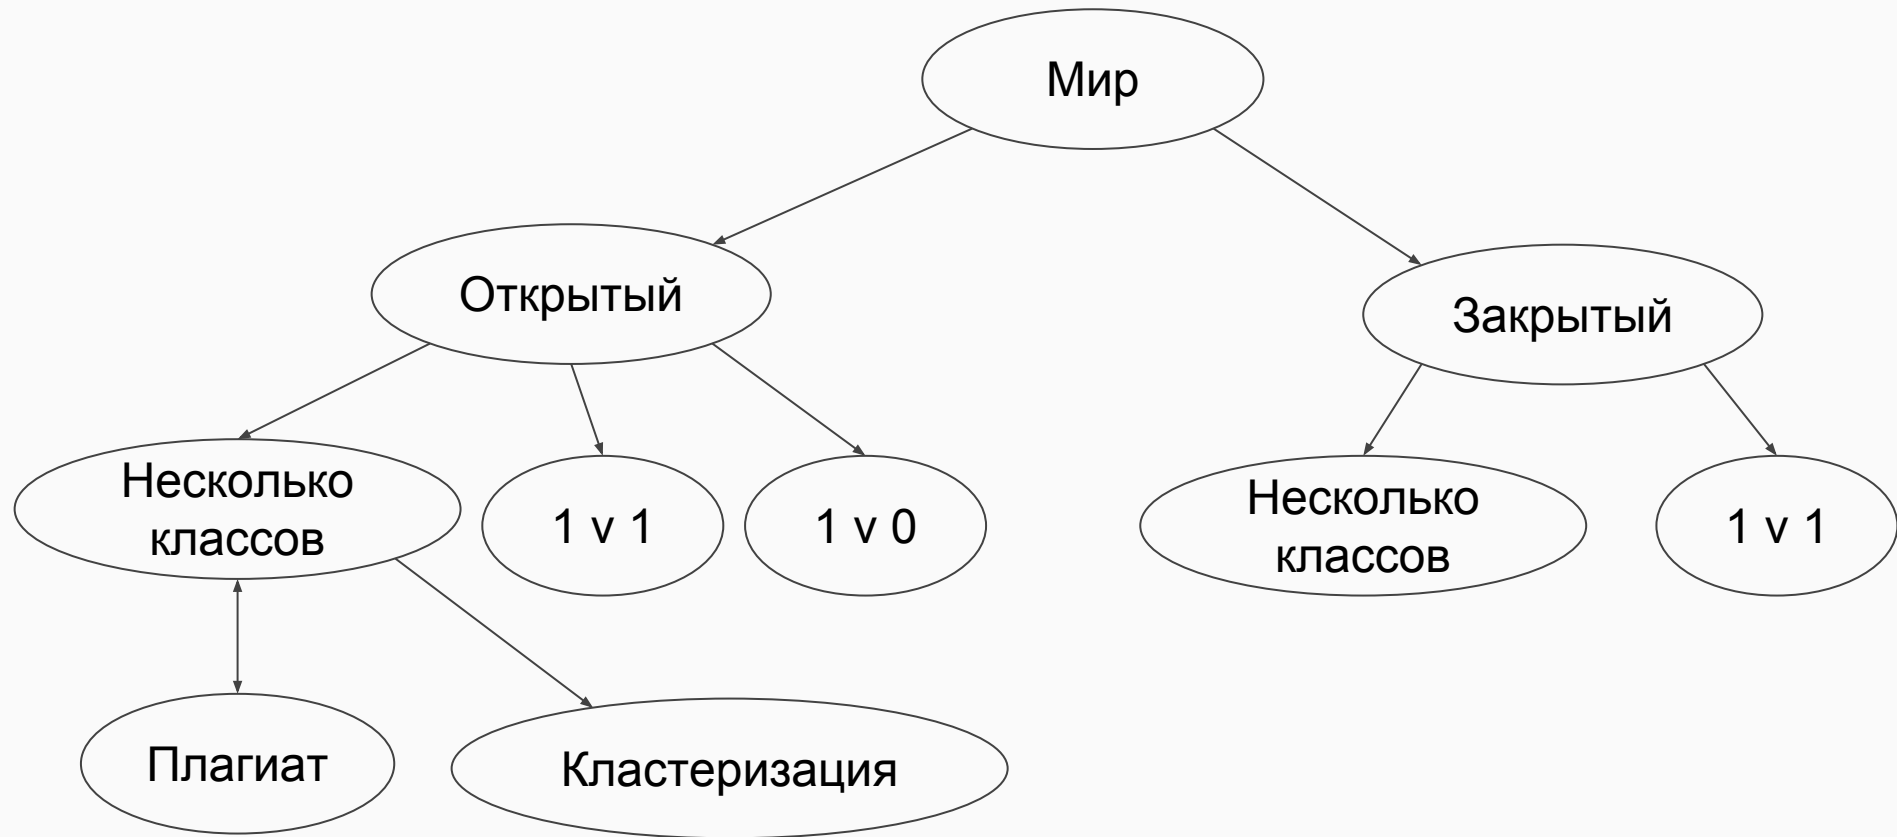 Мир
Открытый
Закрытый
Несколько
классов
1 v 1
1 v 0
Несколько
классов
1 v 1
Плагиат
Кластеризация